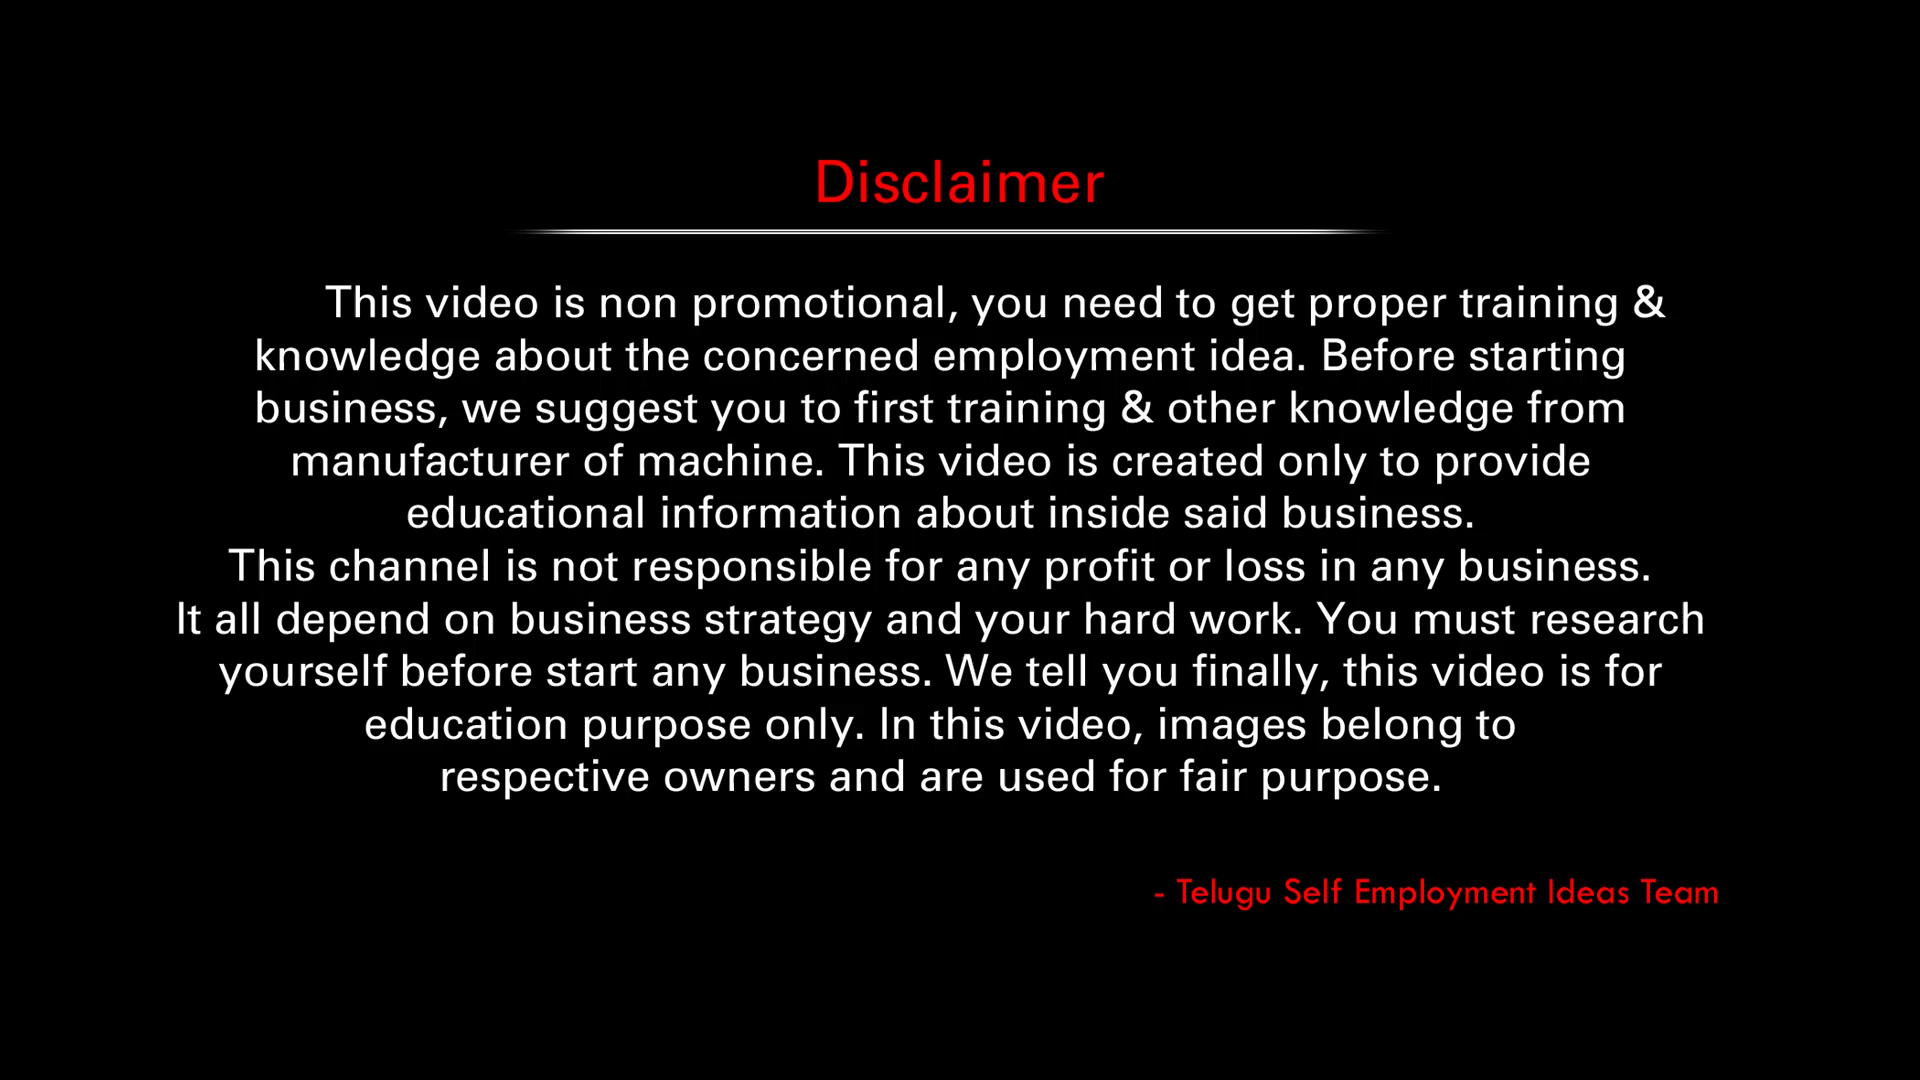 Disclaimer
This video is non promotional, you need to get proper training &
knowledge about the concerned employment idea. Before starting
business, we suggest you to first training & other knowledge from
manufacturer of machine. This video is created only to provide
educational information about inside said business.
This channel is not responsible for any profit or loss in any business.
It all depend on business strategy and your hard work. You must research
yourself before start any business. We tell you finally, this video is for
education purpose only. In this video, images belong to
respective owners and are used for fair purpose.
- Telugu Self Employment Ideas Team